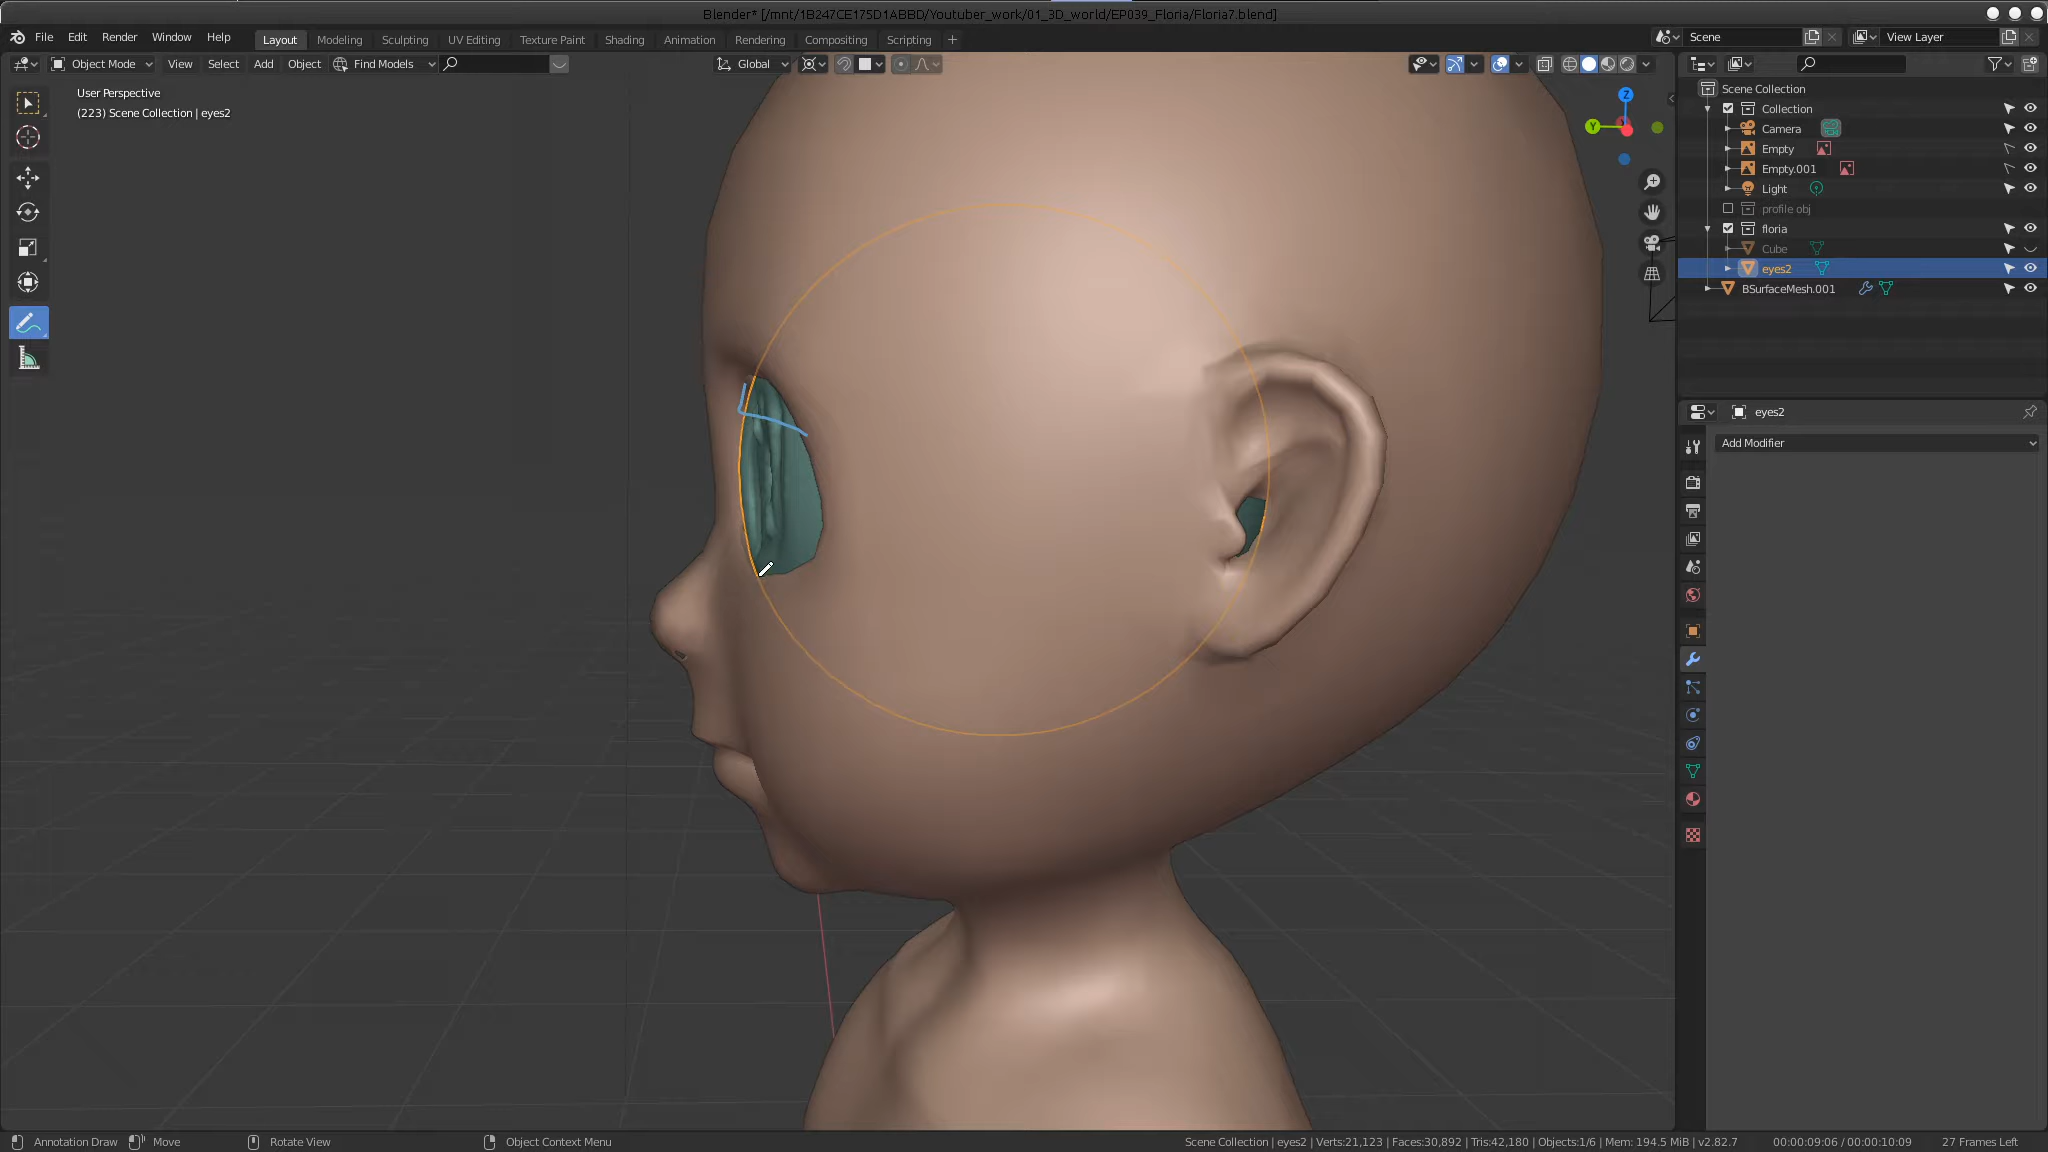 Blender* [/mnt/1B247CE175D1ABBD/Youtuber_work/01_3D_world/EP039_Floria/Floria7.blend]
File Edit Render Window Help Layout Modeling Sculpting UV Editing Texture Paint Shading Animation Rendering Compositing Scripting + Scene View Layer
Object Mode View Select Add Object Find Models Global
User Perspective
(223) Scene Collection | eyes2
Z
Y
Scene Collection
Collection
Camera
Empty
Empty.001
Light
profile obj
floria
Cube
eyes2
BSurfaceMesh.001
eyes2
Add Modifier
Annotation Draw Move Rotate View Object Context Menu Scene Collection | eyes2 | Verts:21,123 | Faces:30,892 | Tris:42,180 | Objects:1/6 | Mem: 194.5 MiB | v2.82.7 00:00:09:06 / 00:00:10:09 27 Frames Left